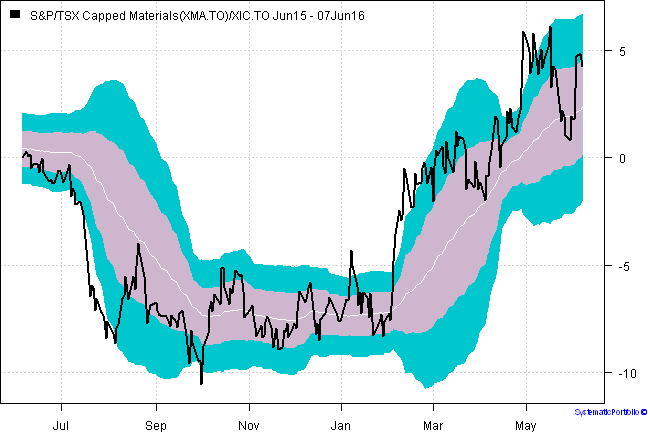 S&P/TSX Capped Materials(XMA.TO)/XIC.TO Jun15 - 07Jun16
5
0
-5
-10
Jul Sep Nov Jan Mar May
SystematicPortfolio ©